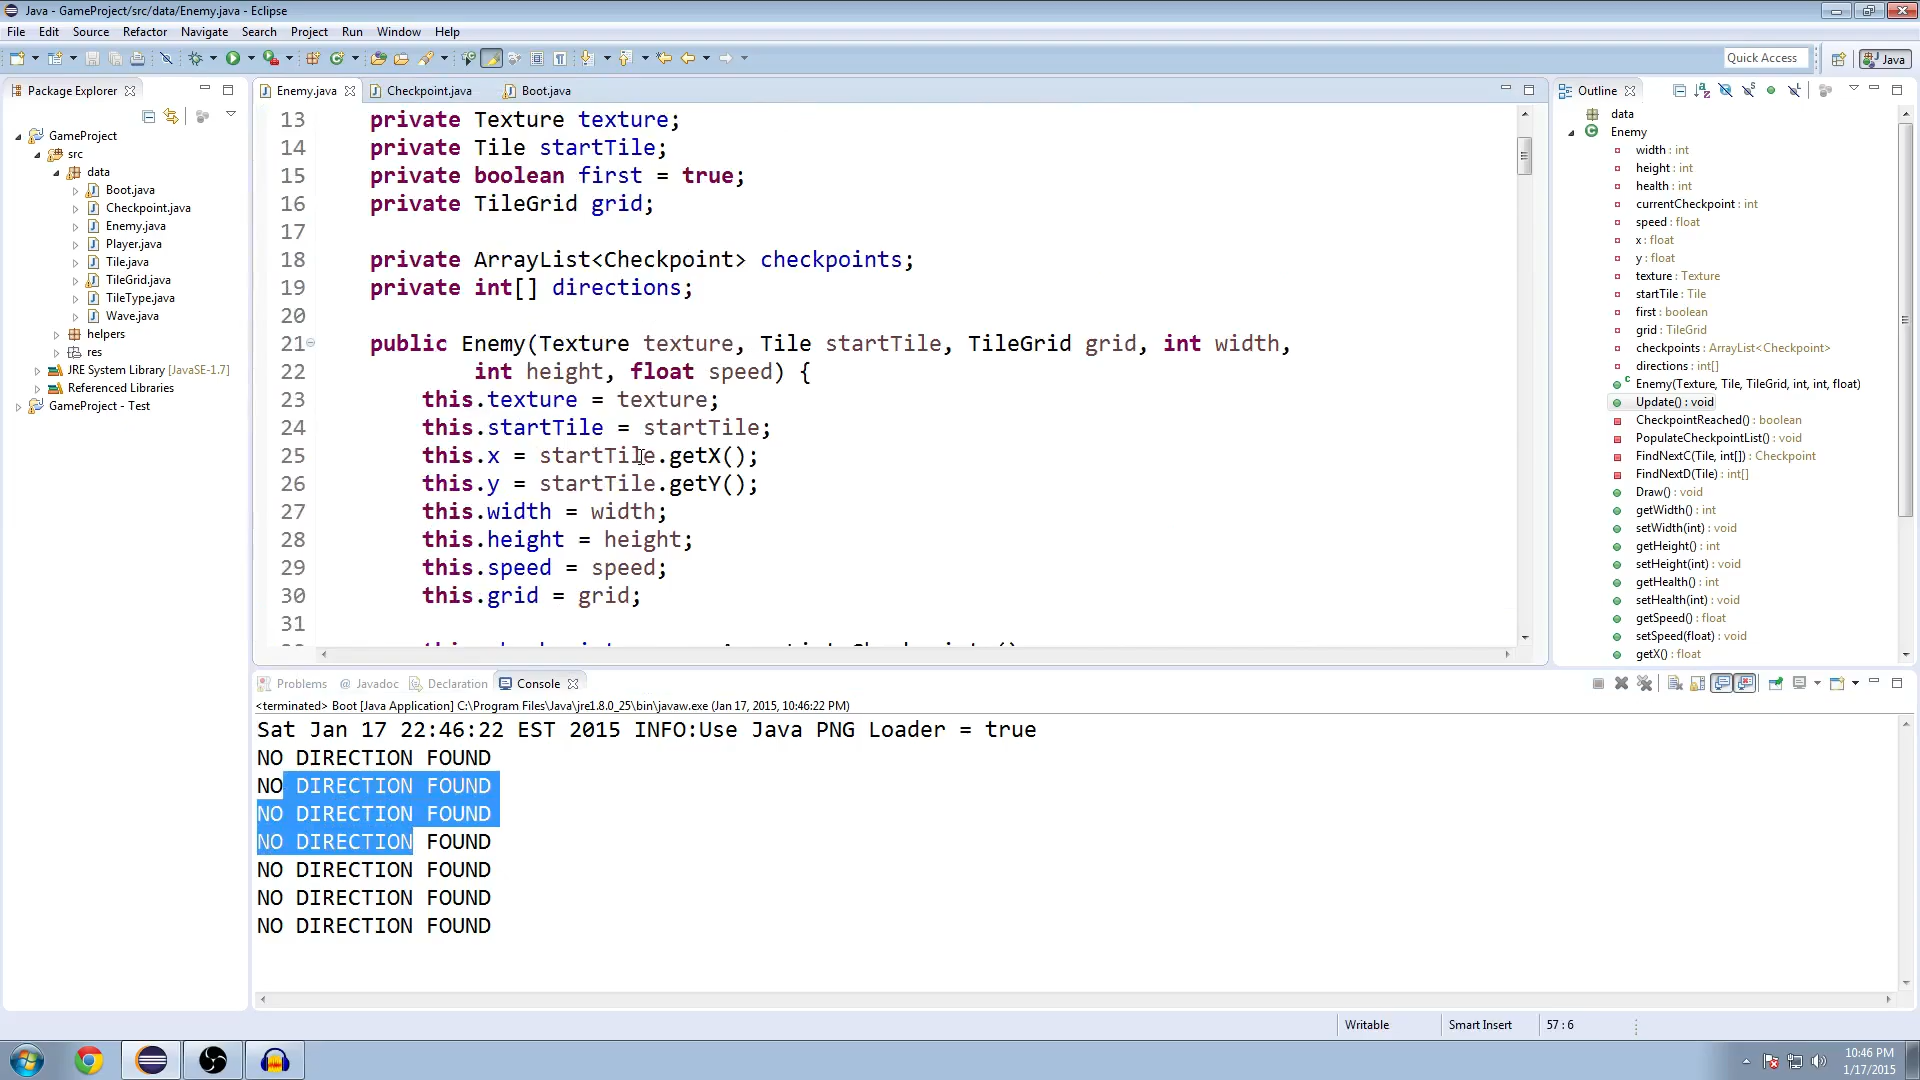 Java - GameProject/src/data/Enemy.java - Eclipse
File Edit Source Refactor Navigate Search Project Run Window Help
Quick Access
Java
Package Explorer
GameProject
src
data
Boot.java
Checkpoint.java
Enemy.java
Player.java
Tile.java
TileGrid.java
TileType.java
Wave.java
helpers
res
JRE System Library [JavaSE-1.7]
Referenced Libraries
GameProject - Test
Enemy.java Checkpoint.java Boot.java
13 private Texture texture;
14 private Tile startTile;
15 private boolean first = true;
16 private TileGrid grid;
17
18 private ArrayList<Checkpoint> checkpoints;
19 private int[] directions;
20
21 public Enemy(Texture texture, Tile startTile, TileGrid grid, int width,
22 int height, float speed) {
23 this.texture = texture;
24 this.startTile = startTile;
25 this.x = startTile.getX();
26 this.y = startTile.getY();
27 this.width = width;
28 this.height = height;
29 this.speed = speed;
30 this.grid = grid;
31
Outline
data
Enemy
width : int
height : int
health : int
currentCheckpoint : int
speed : float
x : float
y : float
texture : Texture
startTile : Tile
first : boolean
grid : TileGrid
checkpoints : ArrayList<Checkpoint>
directions : int[]
Enemy(Texture, Tile, TileGrid, int, int, float)
Update() : void
CheckpointReached() : boolean
PopulateCheckpointList() : void
FindNextC(Tile, int[]) : Checkpoint
FindNextD(Tile) : int[]
Draw() : void
getWidth() : int
setWidth(int) : void
getHeight() : int
setHeight(int) : void
getHealth() : int
setHealth(int) : void
getSpeed() : float
setSpeed(float) : void
getX() : float
Problems @ Javadoc Declaration Console
<terminated> Boot [Java Application] C:\Program Files\Java\jre1.8.0_25\bin\javaw.exe (Jan 17, 2015, 10:46:22 PM)
Sat Jan 17 22:46:22 EST 2015 INFO:Use Java PNG Loader = true
NO DIRECTION FOUND
NO DIRECTION FOUND
NO DIRECTION FOUND
NO DIRECTION FOUND
NO DIRECTION FOUND
NO DIRECTION FOUND
NO DIRECTION FOUND
Writable Smart Insert 57 : 6
10:46 PM
1/17/2015